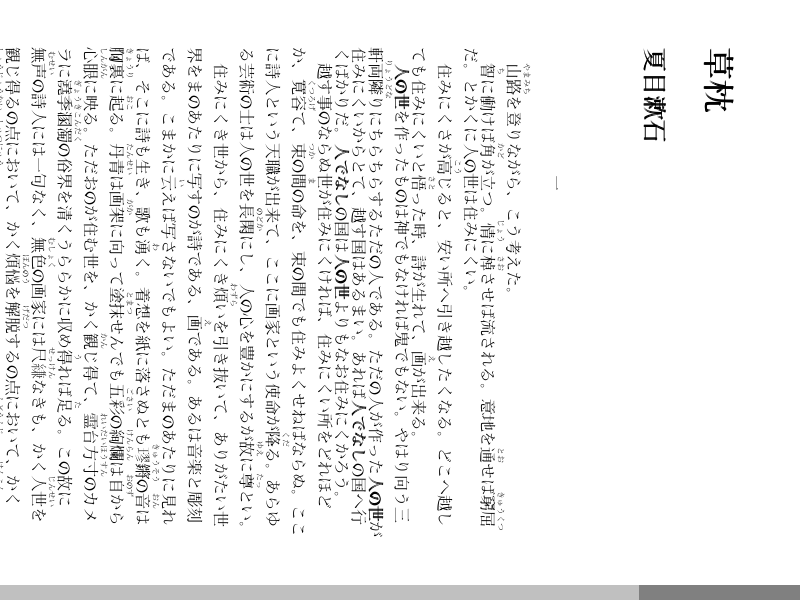 草枕
夏目漱石
一
山路を登りながら、こう考えた。
智に働けば角が立つ。情に棹させば流される。意地を通せば窮屈
だ。とかくに人の世は住みにくい。
住みにくさが高じると、安い所へ引き越したくなる。どこへ越し
ても住みにくいと悟った時、詩が生れて、画が出来る。
人の世を作ったものは神でもなければ鬼でもない。やはり向う三
軒両隣りにちらちらするただの人である。ただの人が作った人の世が
住みにくいからとて、越す国はあるまい。あれば人でなしの国へ行
くばかりだ。人でなしの国は人の世よりもなお住みにくかろう。
越す事のならぬ世が住みにくければ、住みにくい所をどれほど
か、寛容て、束の間の命を、束の間でも住みよくせねばならぬ。ここ
に詩人という天職が出来て、ここに画家という使命が降る。あらゆ
る芸術の士は人の世を長閑にし、人の心を豊かにするが故に尊とい。
住みにくき世から、住みにくき煩いを引き抜いて、ありがたい世
界をまのあたりに写すのが詩である、画である。あるは音楽と彫刻
である。こまかに云えば写さないでもよい。ただまのあたりに見れ
ば、そこに詩も生き、歌も湧く。着想を紙に落さぬとも璆鏘の音は
胸裏に起る。丹青は画架に向って塗抹せんでも五彩の絢爛は自から
心眼に映る。ただおのが住む世を、かく観じ得て、霊台方寸のカメ
ラに澆季溷濁の俗界を清くうららかに収め得れば足る。この故に
無声の詩人には一句なく、無色の画家には尺縑なきも、かく人世を
観じ得るの点において、かく煩悩を解脱するの点において、かく